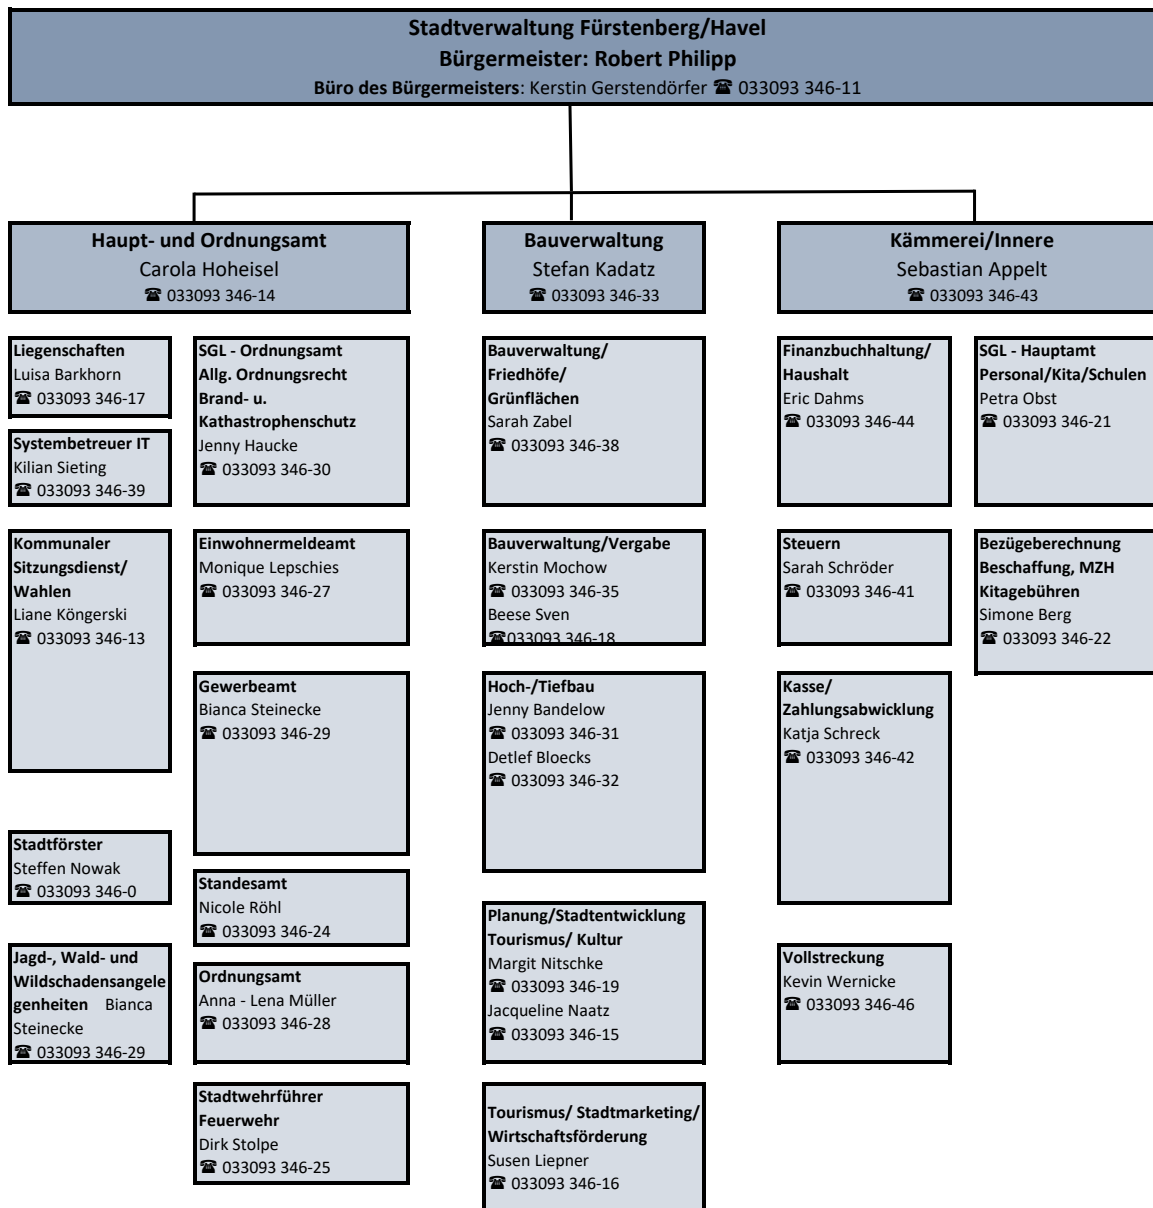 Stadtverwaltung Fürstenberg/Havel
Bürgermeister: Robert Philipp
Büro des Bürgermeisters: Kerstin Gerstendörfer ☎ 033093 346-11
Haupt- und Ordnungsamt
Carola Hoheisel
☎ 033093 346-14
Liegenschaften
Luisa Barkhorn
☎ 033093 346-17
Systembetreuer IT
Kilian Sieting
☎ 033093 346-39
Kommunaler
Sitzungsdienst/
Wahlen
Liane Köngerski
☎ 033093 346-13
Stadtförster
Steffen Nowak
☎ 033093 346-0
Jagd-, Wald- und
Wildschadensangele
genheiten Bianca
Steinecke
☎ 033093 346-29
SGL - Ordnungsamt
Allg. Ordnungsrecht
Brand- u.
Kathastrophenschutz
Jenny Haucke
☎ 033093 346-30
Einwohnermeldeamt
Monique Lepschies
☎ 033093 346-27
Gewerbeamt
Bianca Steinecke
☎ 033093 346-29
Standesamt
Nicole Röhl
☎ 033093 346-24
Ordnungsamt
Anna - Lena Müller
☎ 033093 346-28
Stadtwehrführer
Feuerwehr
Dirk Stolpe
☎ 033093 346-25
Bauverwaltung
Stefan Kadatz
☎ 033093 346-33
Bauverwaltung/
Friedhöfe/
Grünflächen
Sarah Zabel
☎ 033093 346-38
Bauverwaltung/Vergabe
Kerstin Mochow
☎ 033093 346-35
Beese Sven
☎033093 346-18
Hoch-/Tiefbau
Jenny Bandelow
☎ 033093 346-31
Detlef Bloecks
☎ 033093 346-32
Planung/Stadtentwicklung
Tourismus/ Kultur
Margit Nitschke
☎ 033093 346-19
Jacqueline Naatz
☎ 033093 346-15
Tourismus/ Stadtmarketing/
Wirtschaftsförderung
Susen Liepner
☎ 033093 346-16
Kämmerei/Innere
Sebastian Appelt
☎ 033093 346-43
Finanzbuchhaltung/
Haushalt
Eric Dahms
☎ 033093 346-44
Steuern
Sarah Schröder
☎ 033093 346-41
Kasse/
Zahlungsabwicklung
Katja Schreck
☎ 033093 346-42
Vollstreckung
Kevin Wernicke
☎ 033093 346-46
SGL - Hauptamt
Personal/Kita/Schulen
Petra Obst
☎ 033093 346-21
Bezügeberechnung
Beschaffung, MZH
Kitagebühren
Simone Berg
☎ 033093 346-22